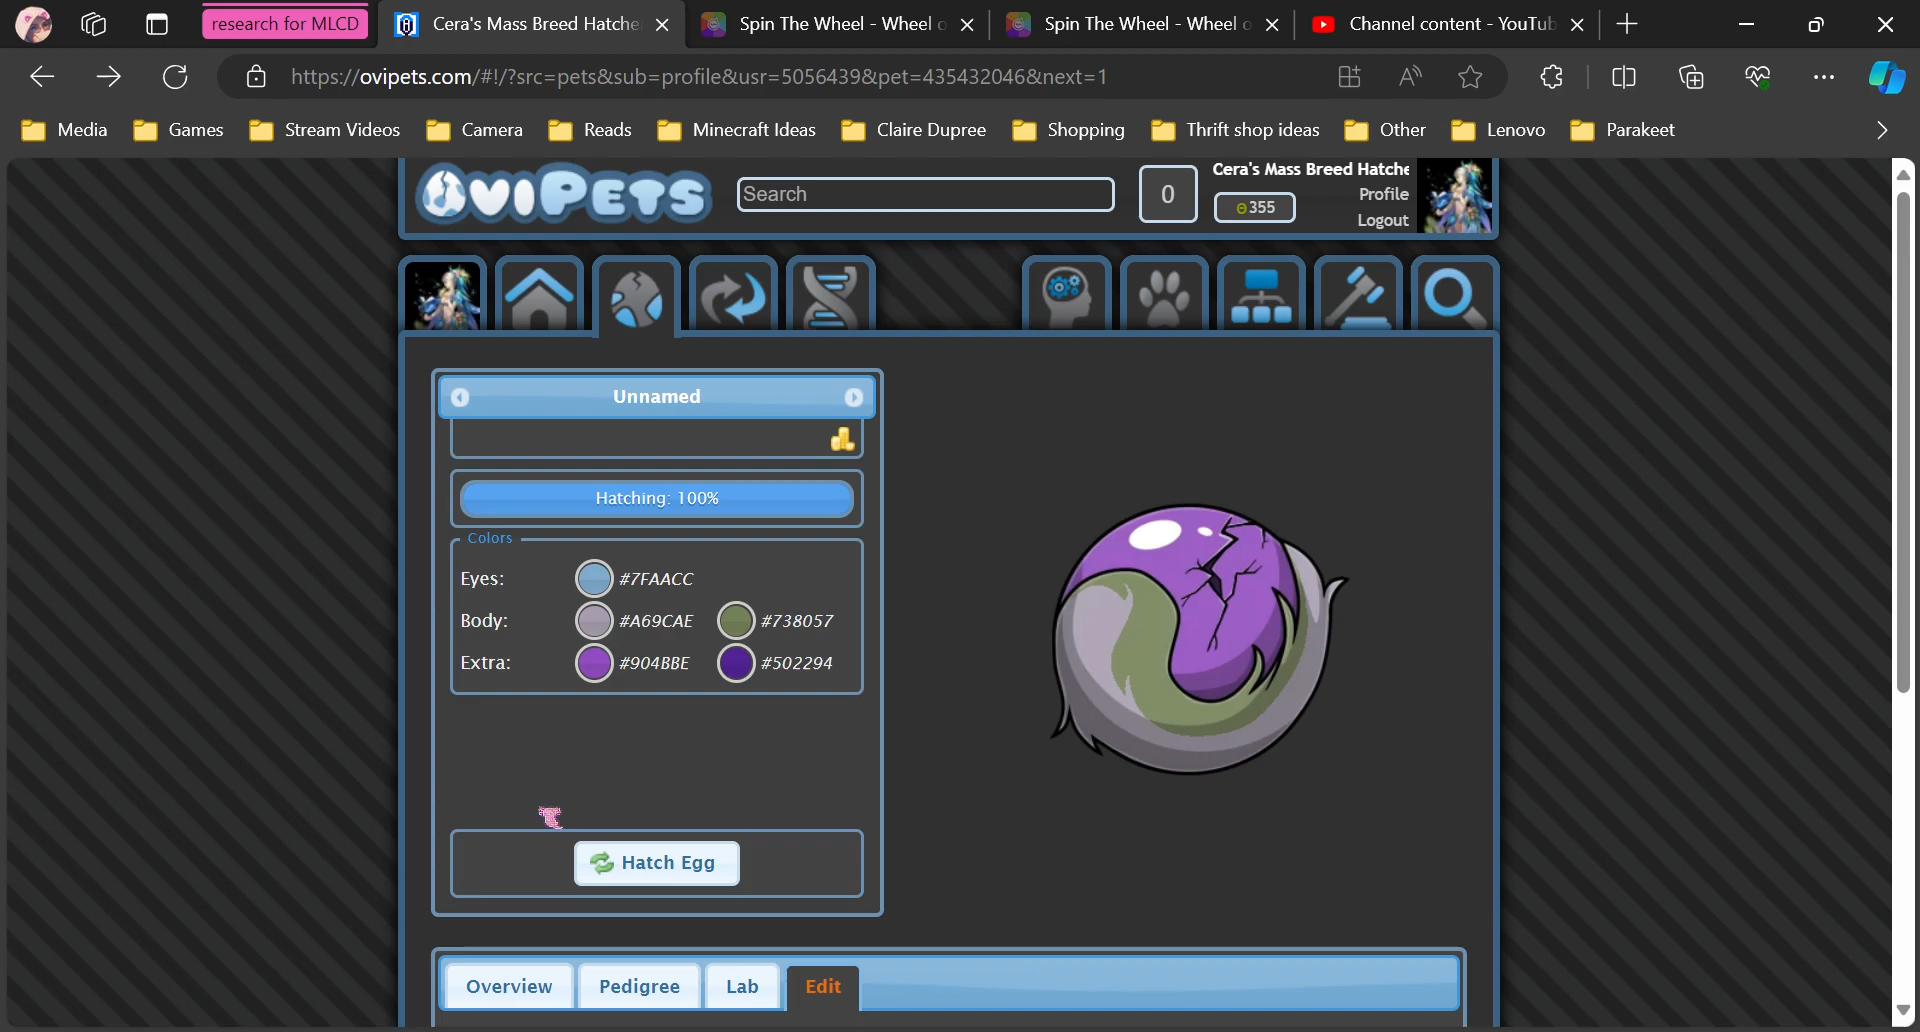 research for MLCD
Cera's Mass Breed Hatche
Spin The Wheel - Wheel o
Spin The Wheel - Wheel o
Channel content - YouTub
https://ovipets.com/#!/?src=pets&sub=profile&usr=5056439&pet=435432046&next=1
Media
Games
Stream Videos
Camera
Reads
Minecraft Ideas
Claire Dupree
Shopping
Thrift shop ideas
Other
Lenovo
Parakeet
OviPets
Search
0
Cera's Mass Breed Hatche
355
Profile
Logout
Unnamed
Hatching: 100%
Colors
Eyes: #7FAACC
Body: #A69CAE #738057
Extra: #904BBE #502294
Hatch Egg
Overview
Pedigree
Lab
Edit